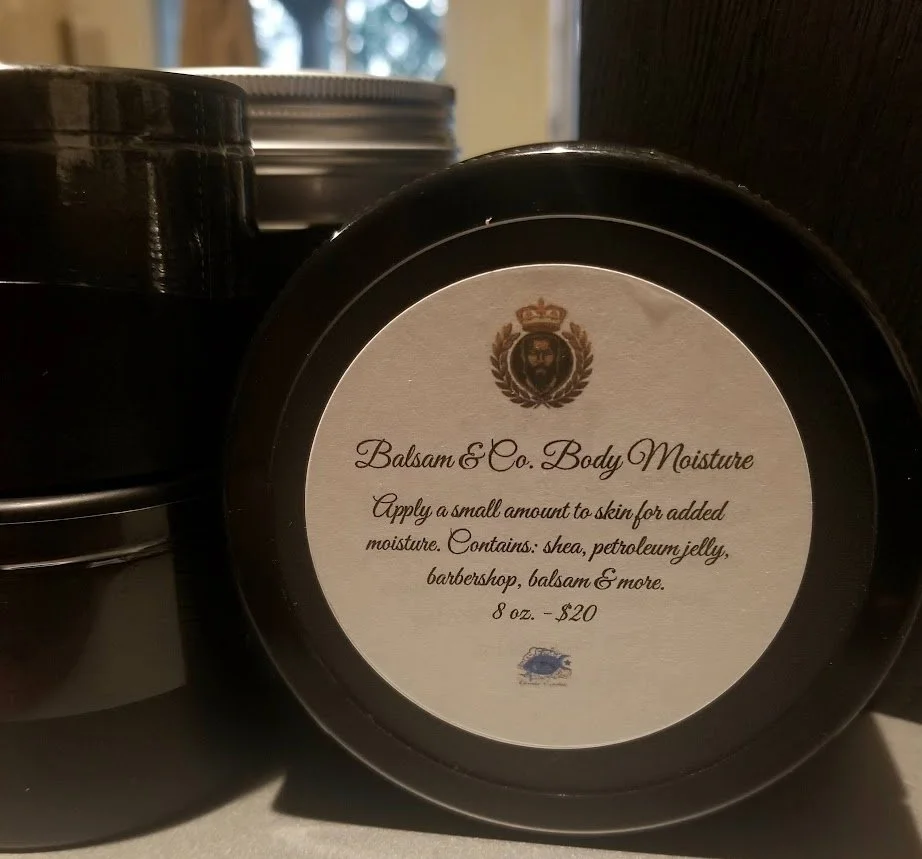 Balsam & Co. Body Moisture
Apply a small amount to skin for added
moisture. Contains: shea, petroleum jelly,
barbershop, balsam & more.
8 oz. - $20